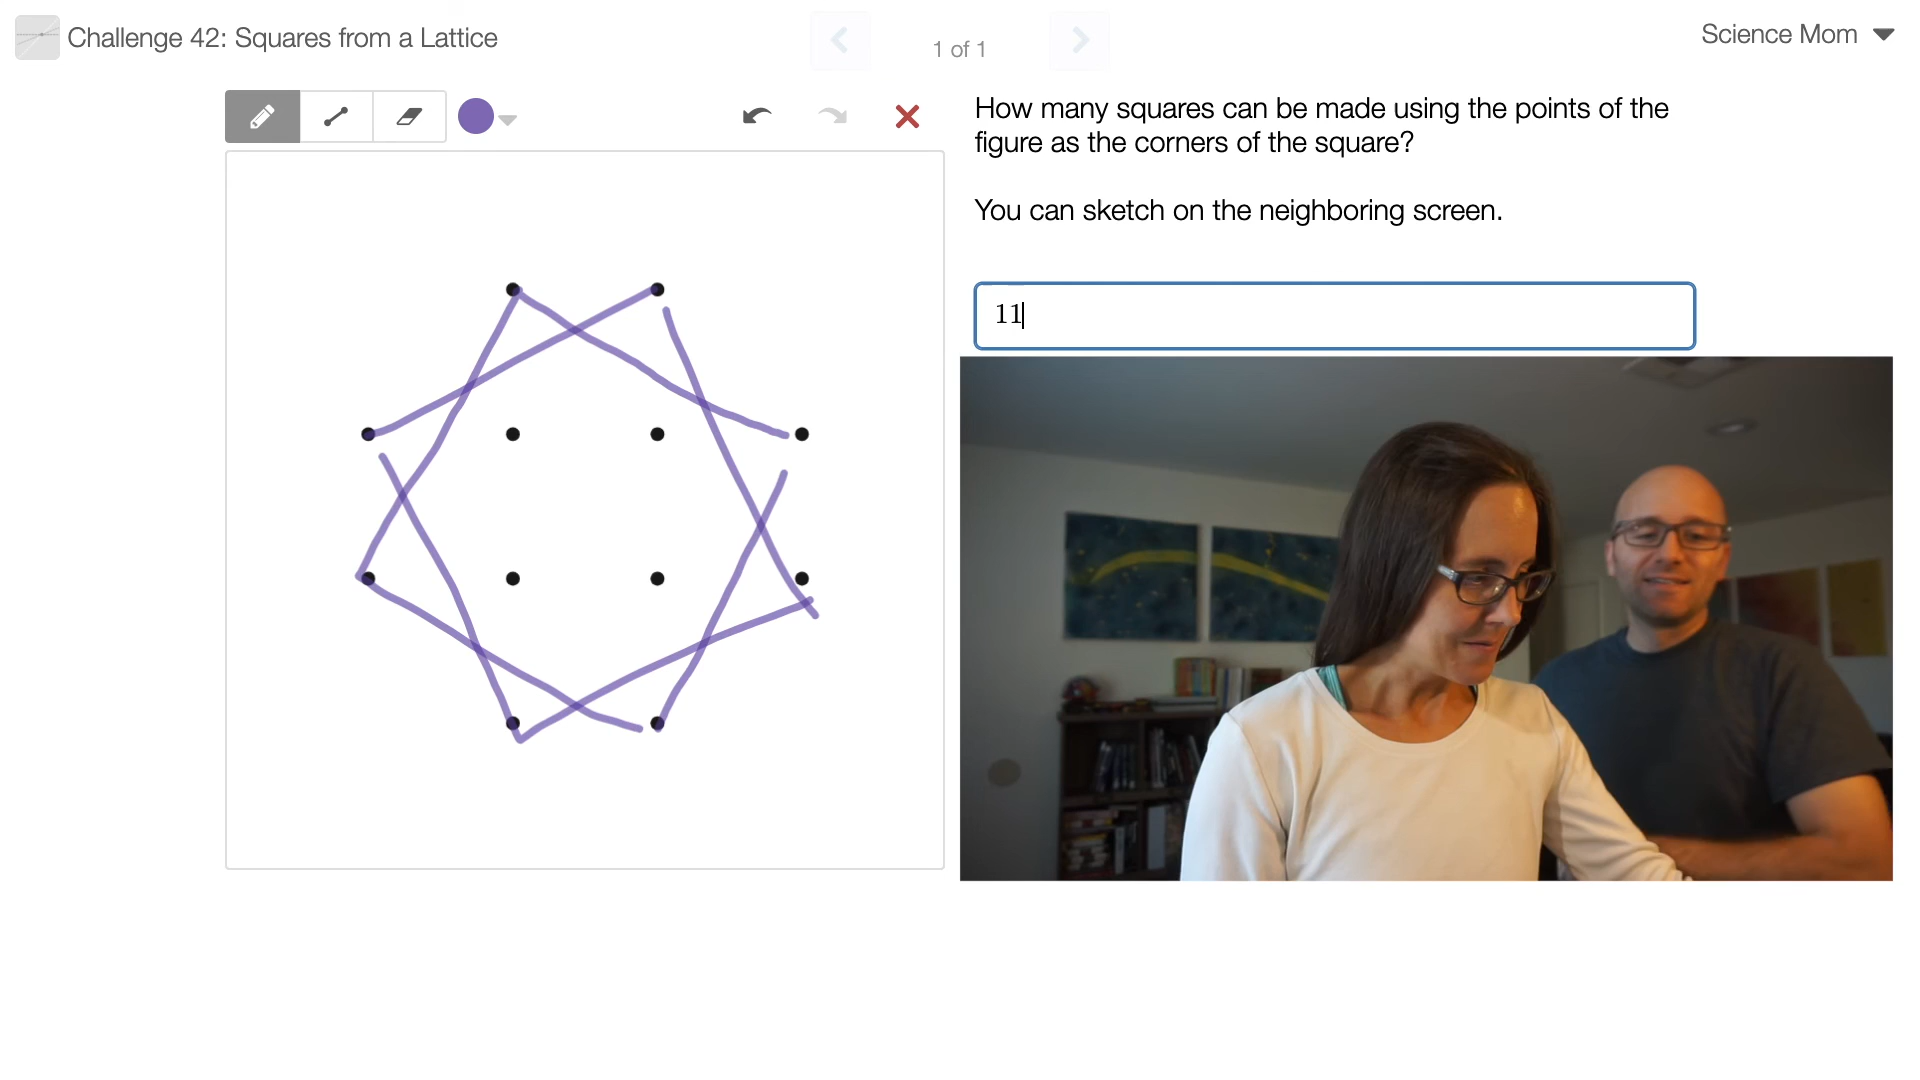 Challenge 42: Squares from a Lattice
1 of 1
Science Mom
How many squares can be made using the points of the
figure as the corners of the square?
You can sketch on the neighboring screen.
11